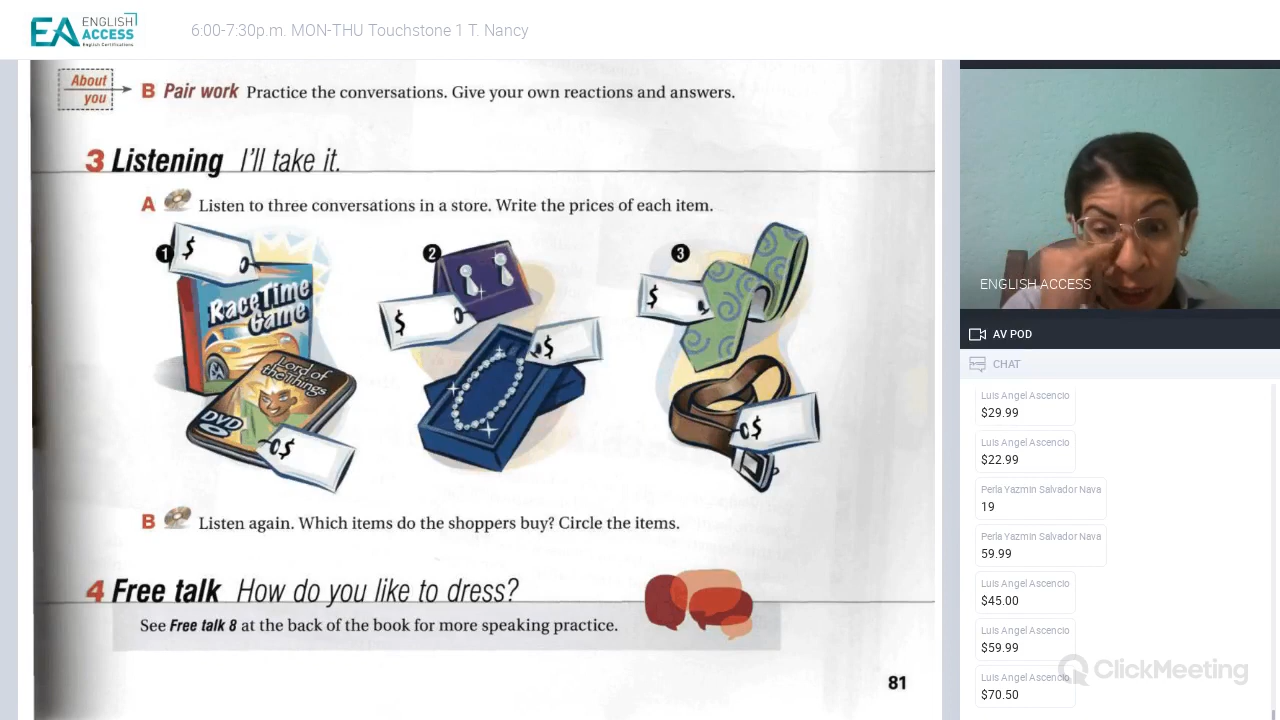 EA ENGLISH
ACCESS
English Certifications
6:00-7:30p.m. MON-THU Touchstone 1 T. Nancy
About
you
B Pair work Practice the conversations. Give your own reactions and answers.
3 Listening I'll take it.
A Listen to three conversations in a store. Write the prices of each item.
1 $
RaceTime
Game
Lord of
the Things
DVD
$
2
$
$
3
$
$
B Listen again. Which items do the shoppers buy? Circle the items.
4 Free talk How do you like to dress?
See Free talk 8 at the back of the book for more speaking practice.
81
ENGLISH ACCESS
AV POD
CHAT
Luis Angel Ascencio
$29.99
Luis Angel Ascencio
$22.99
Perla Yazmin Salvador Nava
19
Perla Yazmin Salvador Nava
59.99
Luis Angel Ascencio
$45.00
Luis Angel Ascencio
$59.99
Luis Angel Ascencio
$70.50
ClickMeeting